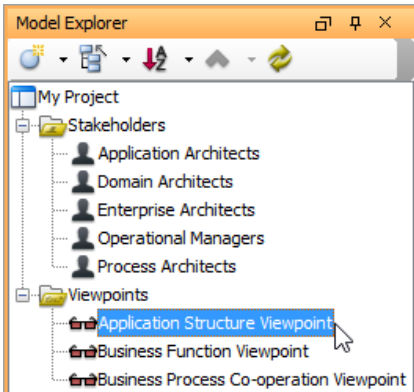 Model Explorer
My Project
Stakeholders
Application Architects
Domain Architects
Enterprise Architects
Operational Managers
Process Architects
Viewpoints
Application Structure Viewpoint
Business Function Viewpoint
Business Process Co-operation Viewpoint